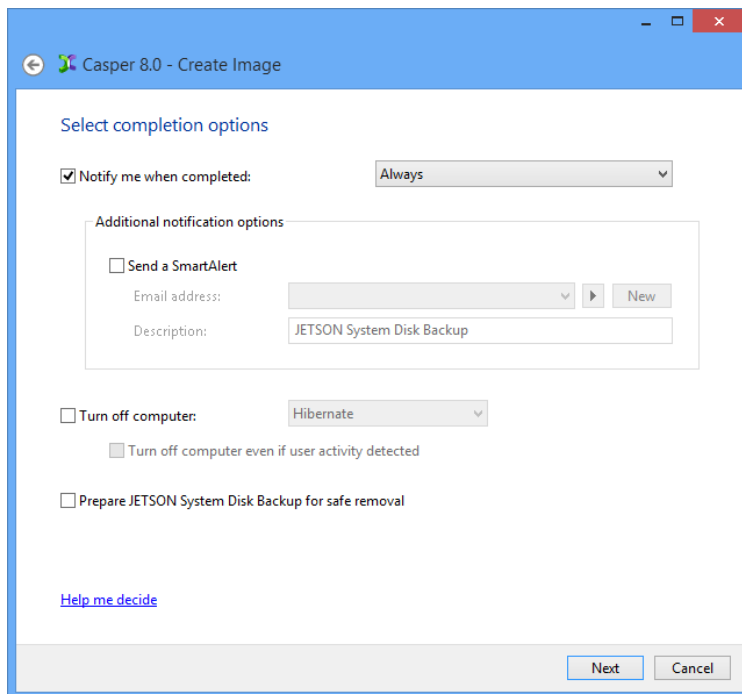 Casper 8.0 - Create Image
Select completion options
Notify me when completed: Always
Additional notification options
Send a SmartAlert
Email address: New
Description: JETSON System Disk Backup
Turn off computer: Hibernate
Turn off computer even if user activity detected
Prepare JETSON System Disk Backup for safe removal
Help me decide
Next Cancel